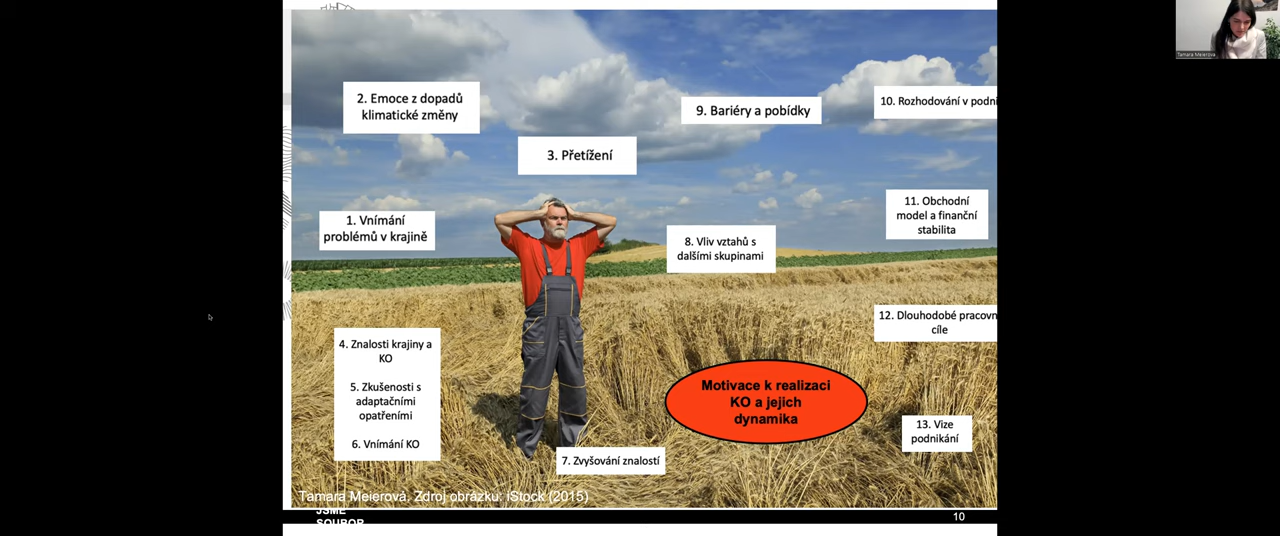 2. Emoce z dopadů
klimatické změny
3. Přetížení
9. Bariéry a pobídky
10. Rozhodování v podni
1. Vnímání
problémů v krajině
8. Vliv vztahů s
dalšími skupinami
11. Obchodní
model a finanční
stabilita
12. Dlouhodobé pracovn
cíle
4. Znalosti krajiny a
KO
5. Zkušenosti s
adaptačními
opatřeními
6. Vnímání KO
Motivace k realizaci
KO a jejich
dynamika
13. Vize
podnikání
7. Zvyšování znalostí
Tamara Meierová, Zdroj obrázku: iStock (2015)
JSME
SOUBOR
10
Tamara Meierová